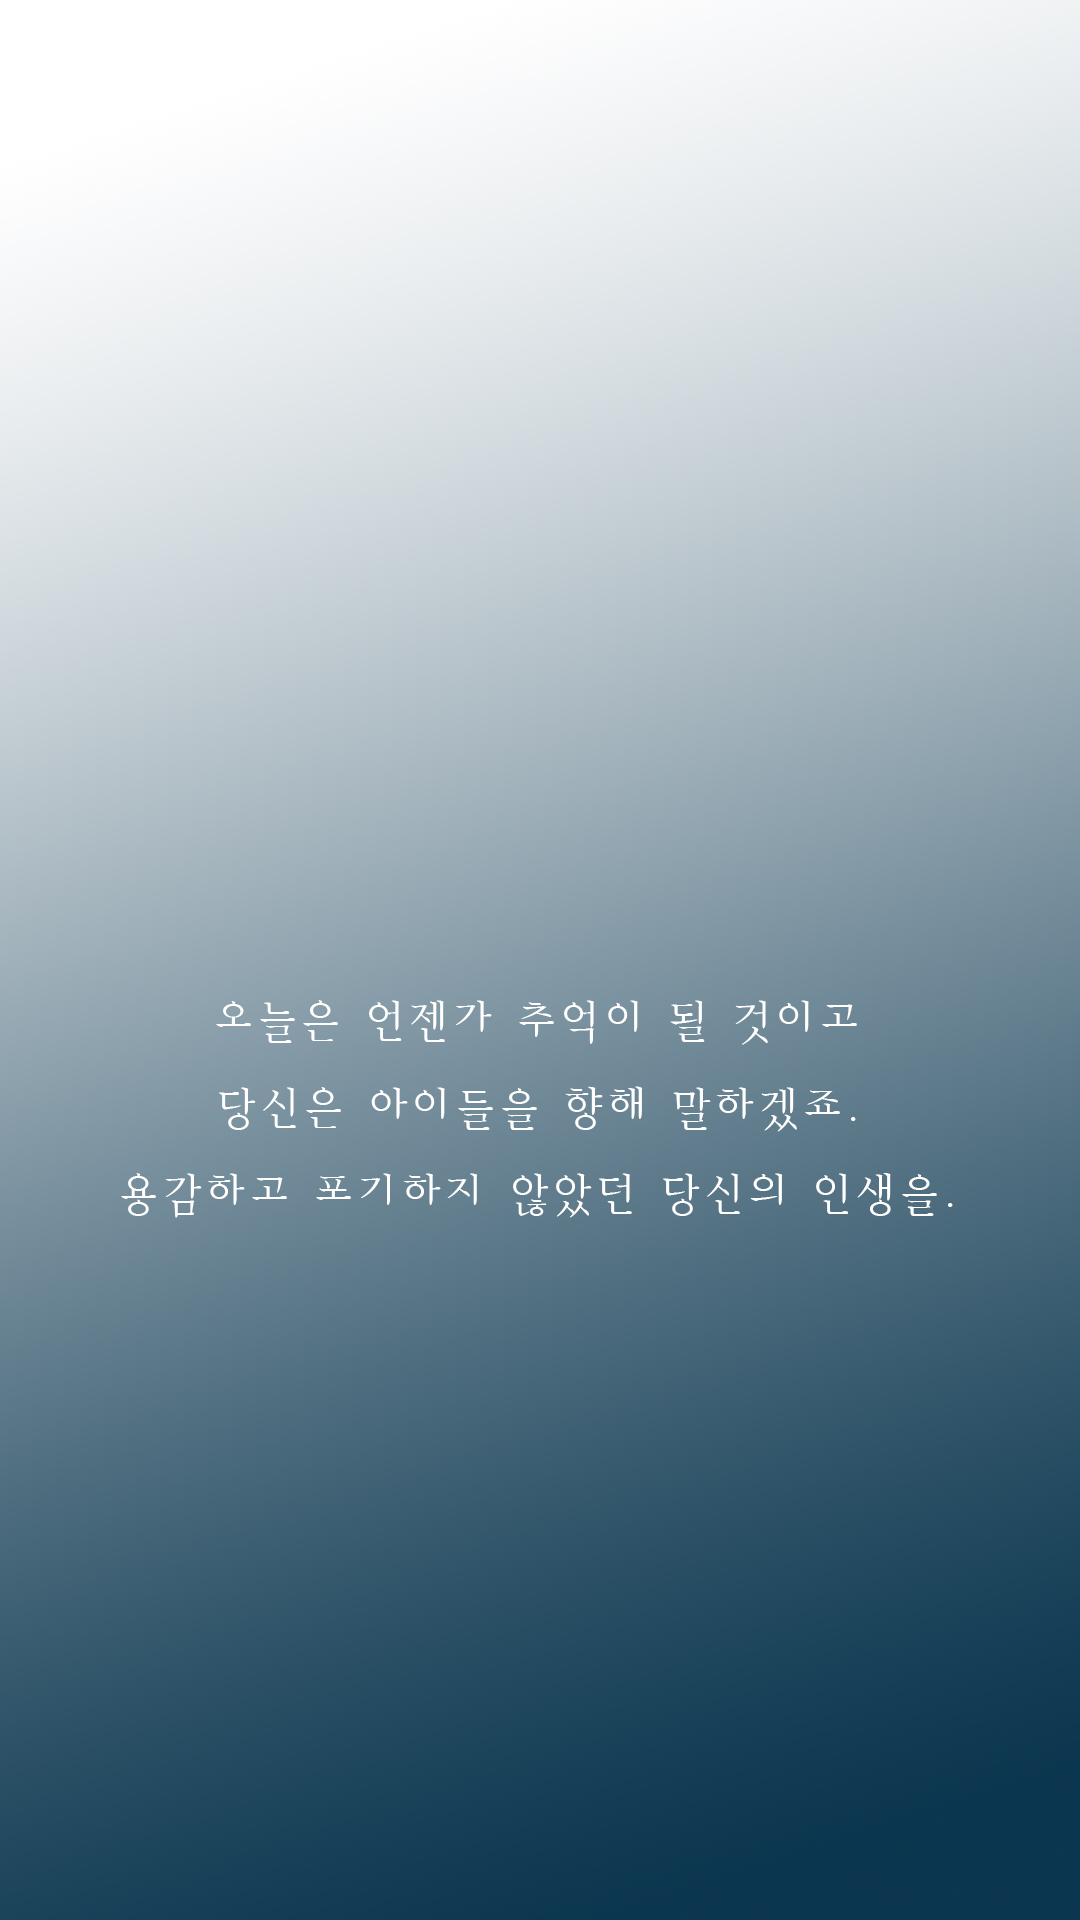 오늘은 언젠가 추억이 될 것이고
당신은 아이들을 향해 말하겠죠.
용감하고 포기하지 않았던 당신의 인생을.